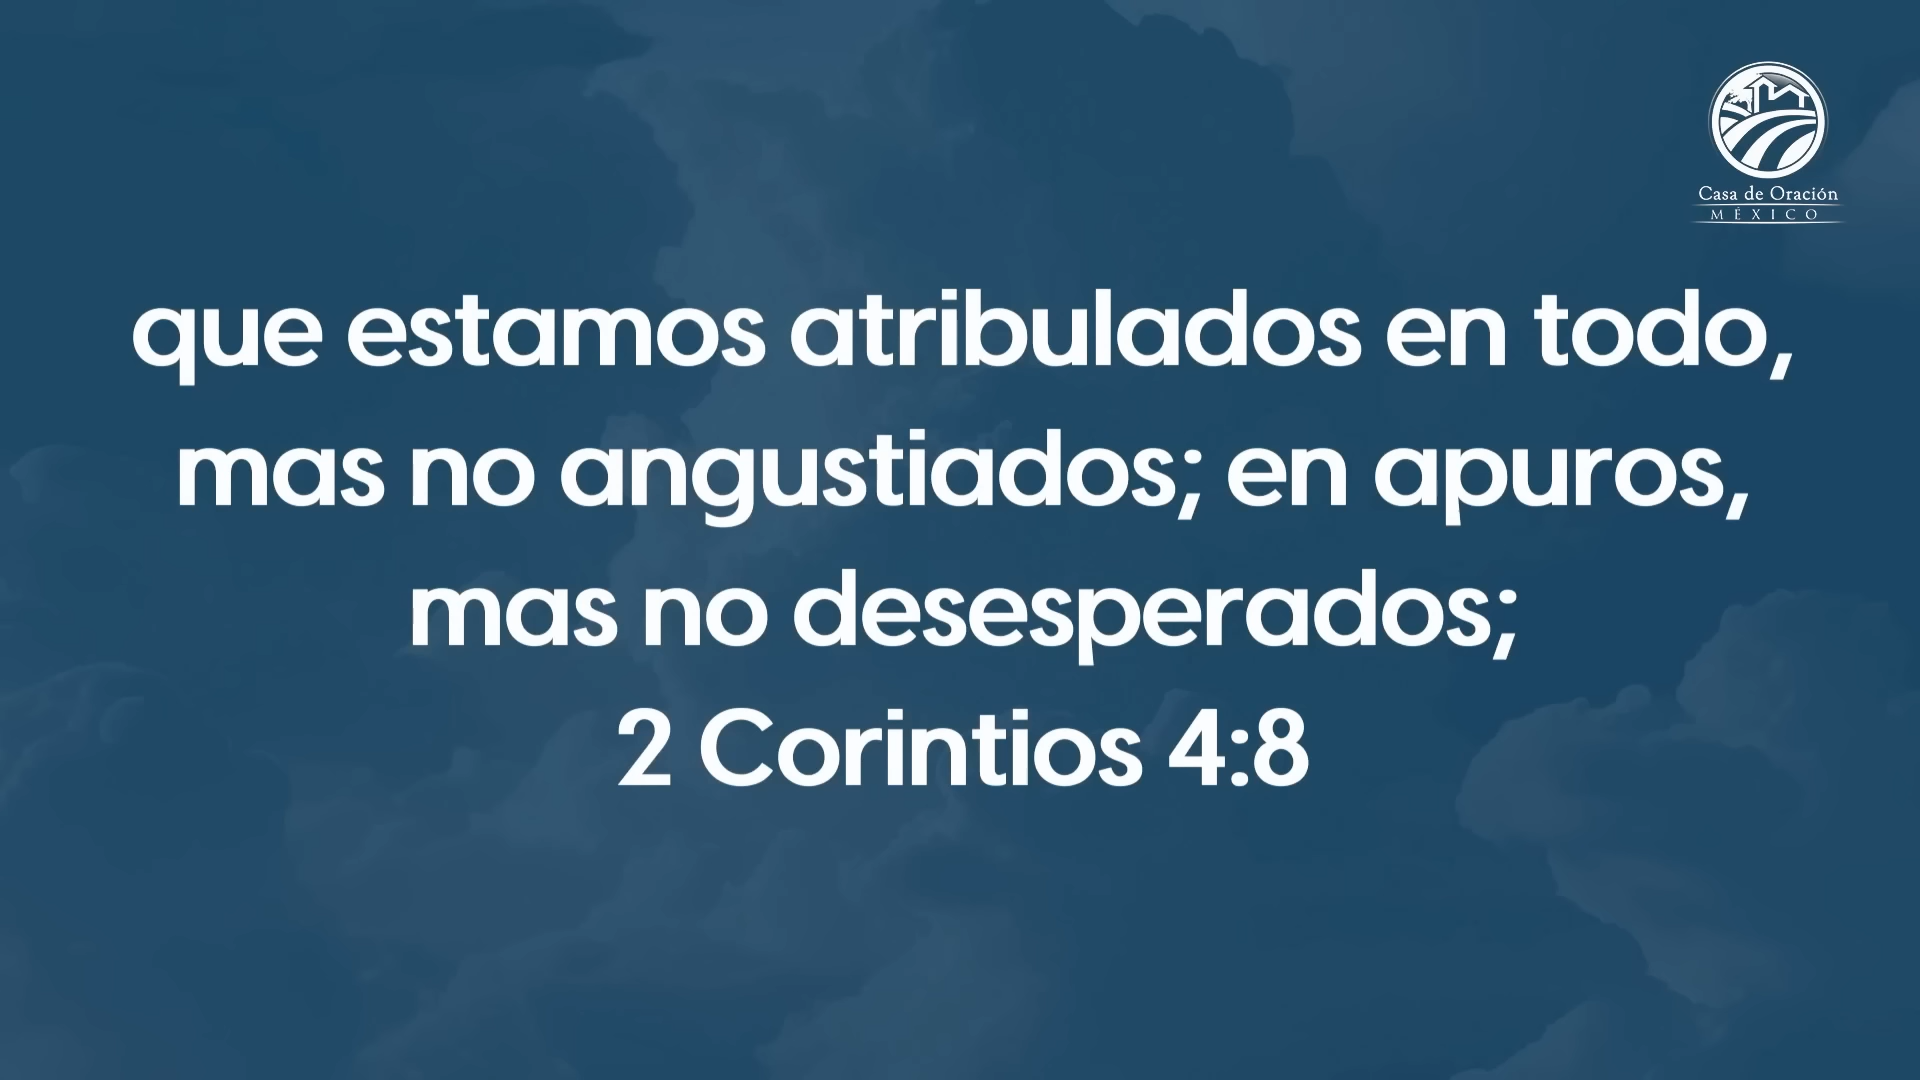 Casa de Oración
MÉXICO
que estamos atribulados en todo,
mas no angustiados; en apuros,
mas no desesperados;
2 Corintios 4:8